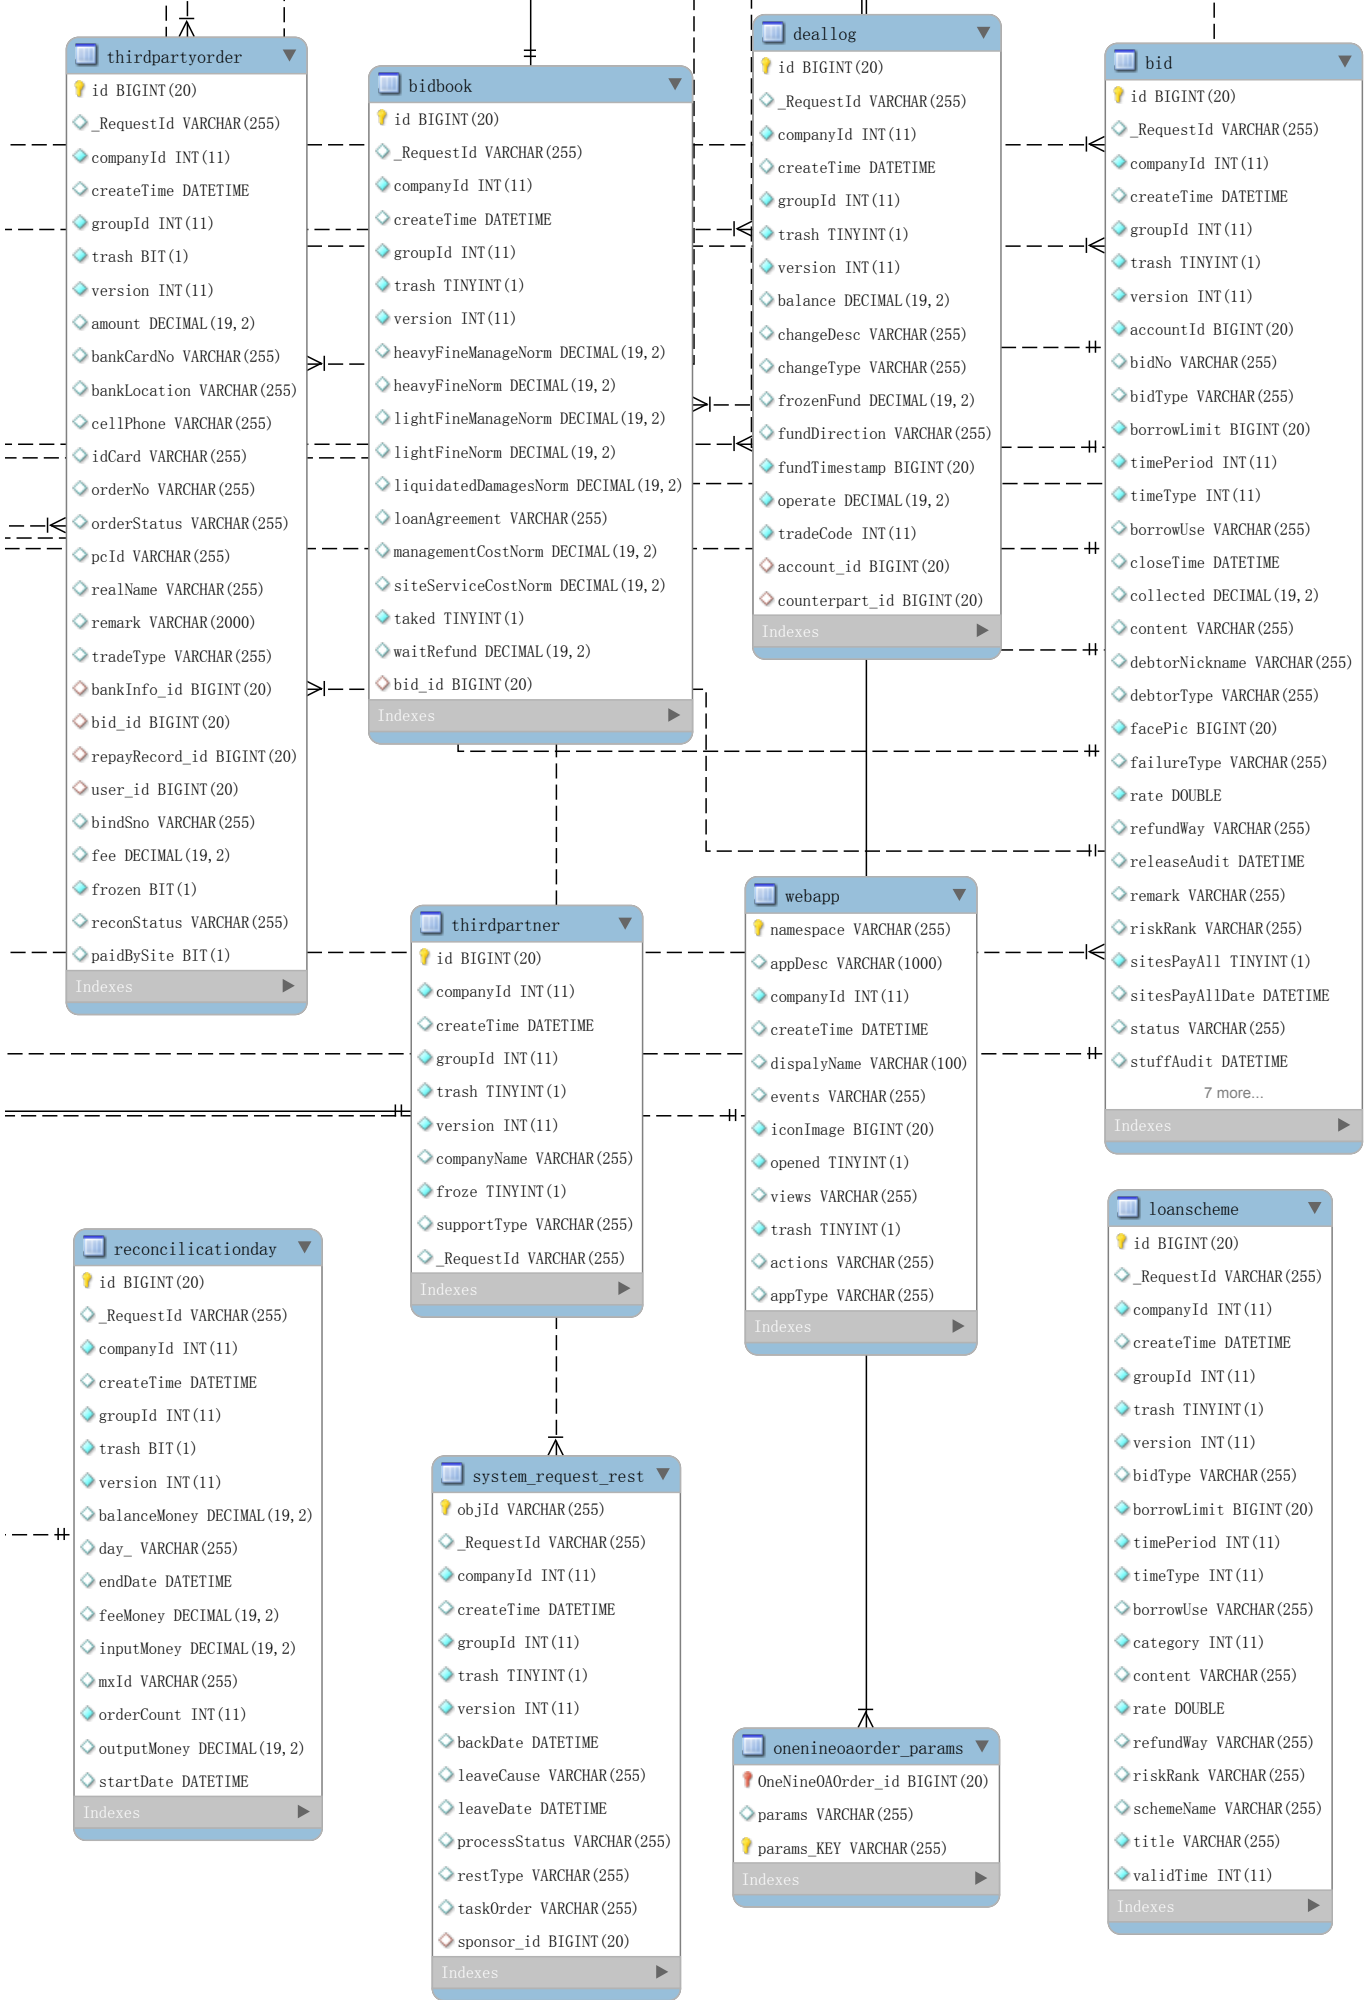 thirdpartyorder
id BIGINT(20)
_RequestId VARCHAR(255)
companyId INT(11)
createTime DATETIME
groupId INT(11)
trash BIT(1)
version INT(11)
amount DECIMAL(19,2)
bankCardNo VARCHAR(255)
bankLocation VARCHAR(255)
cellPhone VARCHAR(255)
idCard VARCHAR(255)
orderNo VARCHAR(255)
orderStatus VARCHAR(255)
pcId VARCHAR(255)
realName VARCHAR(255)
remark VARCHAR(2000)
tradeType VARCHAR(255)
bankInfo_id BIGINT(20)
bid_id BIGINT(20)
repayRecord_id BIGINT(20)
user_id BIGINT(20)
bindSno VARCHAR(255)
fee DECIMAL(19,2)
frozen BIT(1)
reconStatus VARCHAR(255)
paidBySite BIT(1)
Indexes
bidbook
id BIGINT(20)
_RequestId VARCHAR(255)
companyId INT(11)
createTime DATETIME
groupId INT(11)
trash TINYINT(1)
version INT(11)
heavyFineManageNorm DECIMAL(19,2)
heavyFineNorm DECIMAL(19,2)
lightFineManageNorm DECIMAL(19,2)
lightFineNorm DECIMAL(19,2)
liquidatedDamagesNorm DECIMAL(19,2)
loanAgreement VARCHAR(255)
managementCostNorm DECIMAL(19,2)
siteServiceCostNorm DECIMAL(19,2)
taked TINYINT(1)
waitRefund DECIMAL(19,2)
bid_id BIGINT(20)
Indexes
deallog
id BIGINT(20)
_RequestId VARCHAR(255)
companyId INT(11)
createTime DATETIME
groupId INT(11)
trash TINYINT(1)
version INT(11)
balance DECIMAL(19,2)
changeDesc VARCHAR(255)
changeType VARCHAR(255)
frozenFund DECIMAL(19,2)
fundDirection VARCHAR(255)
fundTimestamp BIGINT(20)
operate DECIMAL(19,2)
tradeCode INT(11)
account_id BIGINT(20)
counterpart_id BIGINT(20)
Indexes
bid
id BIGINT(20)
_RequestId VARCHAR(255)
companyId INT(11)
createTime DATETIME
groupId INT(11)
trash TINYINT(1)
version INT(11)
accountId BIGINT(20)
bidNo VARCHAR(255)
bidType VARCHAR(255)
borrowLimit BIGINT(20)
timePeriod INT(11)
timeType INT(11)
borrowUse VARCHAR(255)
closeTime DATETIME
collected DECIMAL(19,2)
content VARCHAR(255)
debtorNickname VARCHAR(255)
debtorType VARCHAR(255)
facePic BIGINT(20)
failureType VARCHAR(255)
rate DOUBLE
refundWay VARCHAR(255)
releaseAudit DATETIME
remark VARCHAR(255)
riskRank VARCHAR(255)
sitesPayAll TINYINT(1)
sitesPayAllDate DATETIME
status VARCHAR(255)
stuffAudit DATETIME
7 more...
Indexes
thirdpartner
id BIGINT(20)
companyId INT(11)
createTime DATETIME
groupId INT(11)
trash TINYINT(1)
version INT(11)
companyName VARCHAR(255)
froze TINYINT(1)
supportType VARCHAR(255)
_RequestId VARCHAR(255)
Indexes
webapp
namespace VARCHAR(255)
appDesc VARCHAR(1000)
companyId INT(11)
createTime DATETIME
dispalyName VARCHAR(100)
events VARCHAR(255)
iconImage BIGINT(20)
opened TINYINT(1)
views VARCHAR(255)
trash TINYINT(1)
actions VARCHAR(255)
appType VARCHAR(255)
Indexes
reconcilicationday
id BIGINT(20)
_RequestId VARCHAR(255)
companyId INT(11)
createTime DATETIME
groupId INT(11)
trash BIT(1)
version INT(11)
balanceMoney DECIMAL(19,2)
day_ VARCHAR(255)
endDate DATETIME
feeMoney DECIMAL(19,2)
inputMoney DECIMAL(19,2)
mxId VARCHAR(255)
orderCount INT(11)
outputMoney DECIMAL(19,2)
startDate DATETIME
Indexes
system_request_rest
objId VARCHAR(255)
_RequestId VARCHAR(255)
companyId INT(11)
createTime DATETIME
groupId INT(11)
trash TINYINT(1)
version INT(11)
backDate DATETIME
leaveCause VARCHAR(255)
leaveDate DATETIME
processStatus VARCHAR(255)
restType VARCHAR(255)
taskOrder VARCHAR(255)
sponsor_id BIGINT(20)
Indexes
onenineoaorder_params
OneNineOAOrder_id BIGINT(20)
params VARCHAR(255)
params_KEY VARCHAR(255)
Indexes
loanscheme
id BIGINT(20)
_RequestId VARCHAR(255)
companyId INT(11)
createTime DATETIME
groupId INT(11)
trash TINYINT(1)
version INT(11)
bidType VARCHAR(255)
borrowLimit BIGINT(20)
timePeriod INT(11)
timeType INT(11)
borrowUse VARCHAR(255)
category INT(11)
content VARCHAR(255)
rate DOUBLE
refundWay VARCHAR(255)
riskRank VARCHAR(255)
schemeName VARCHAR(255)
title VARCHAR(255)
validTime INT(11)
Indexes